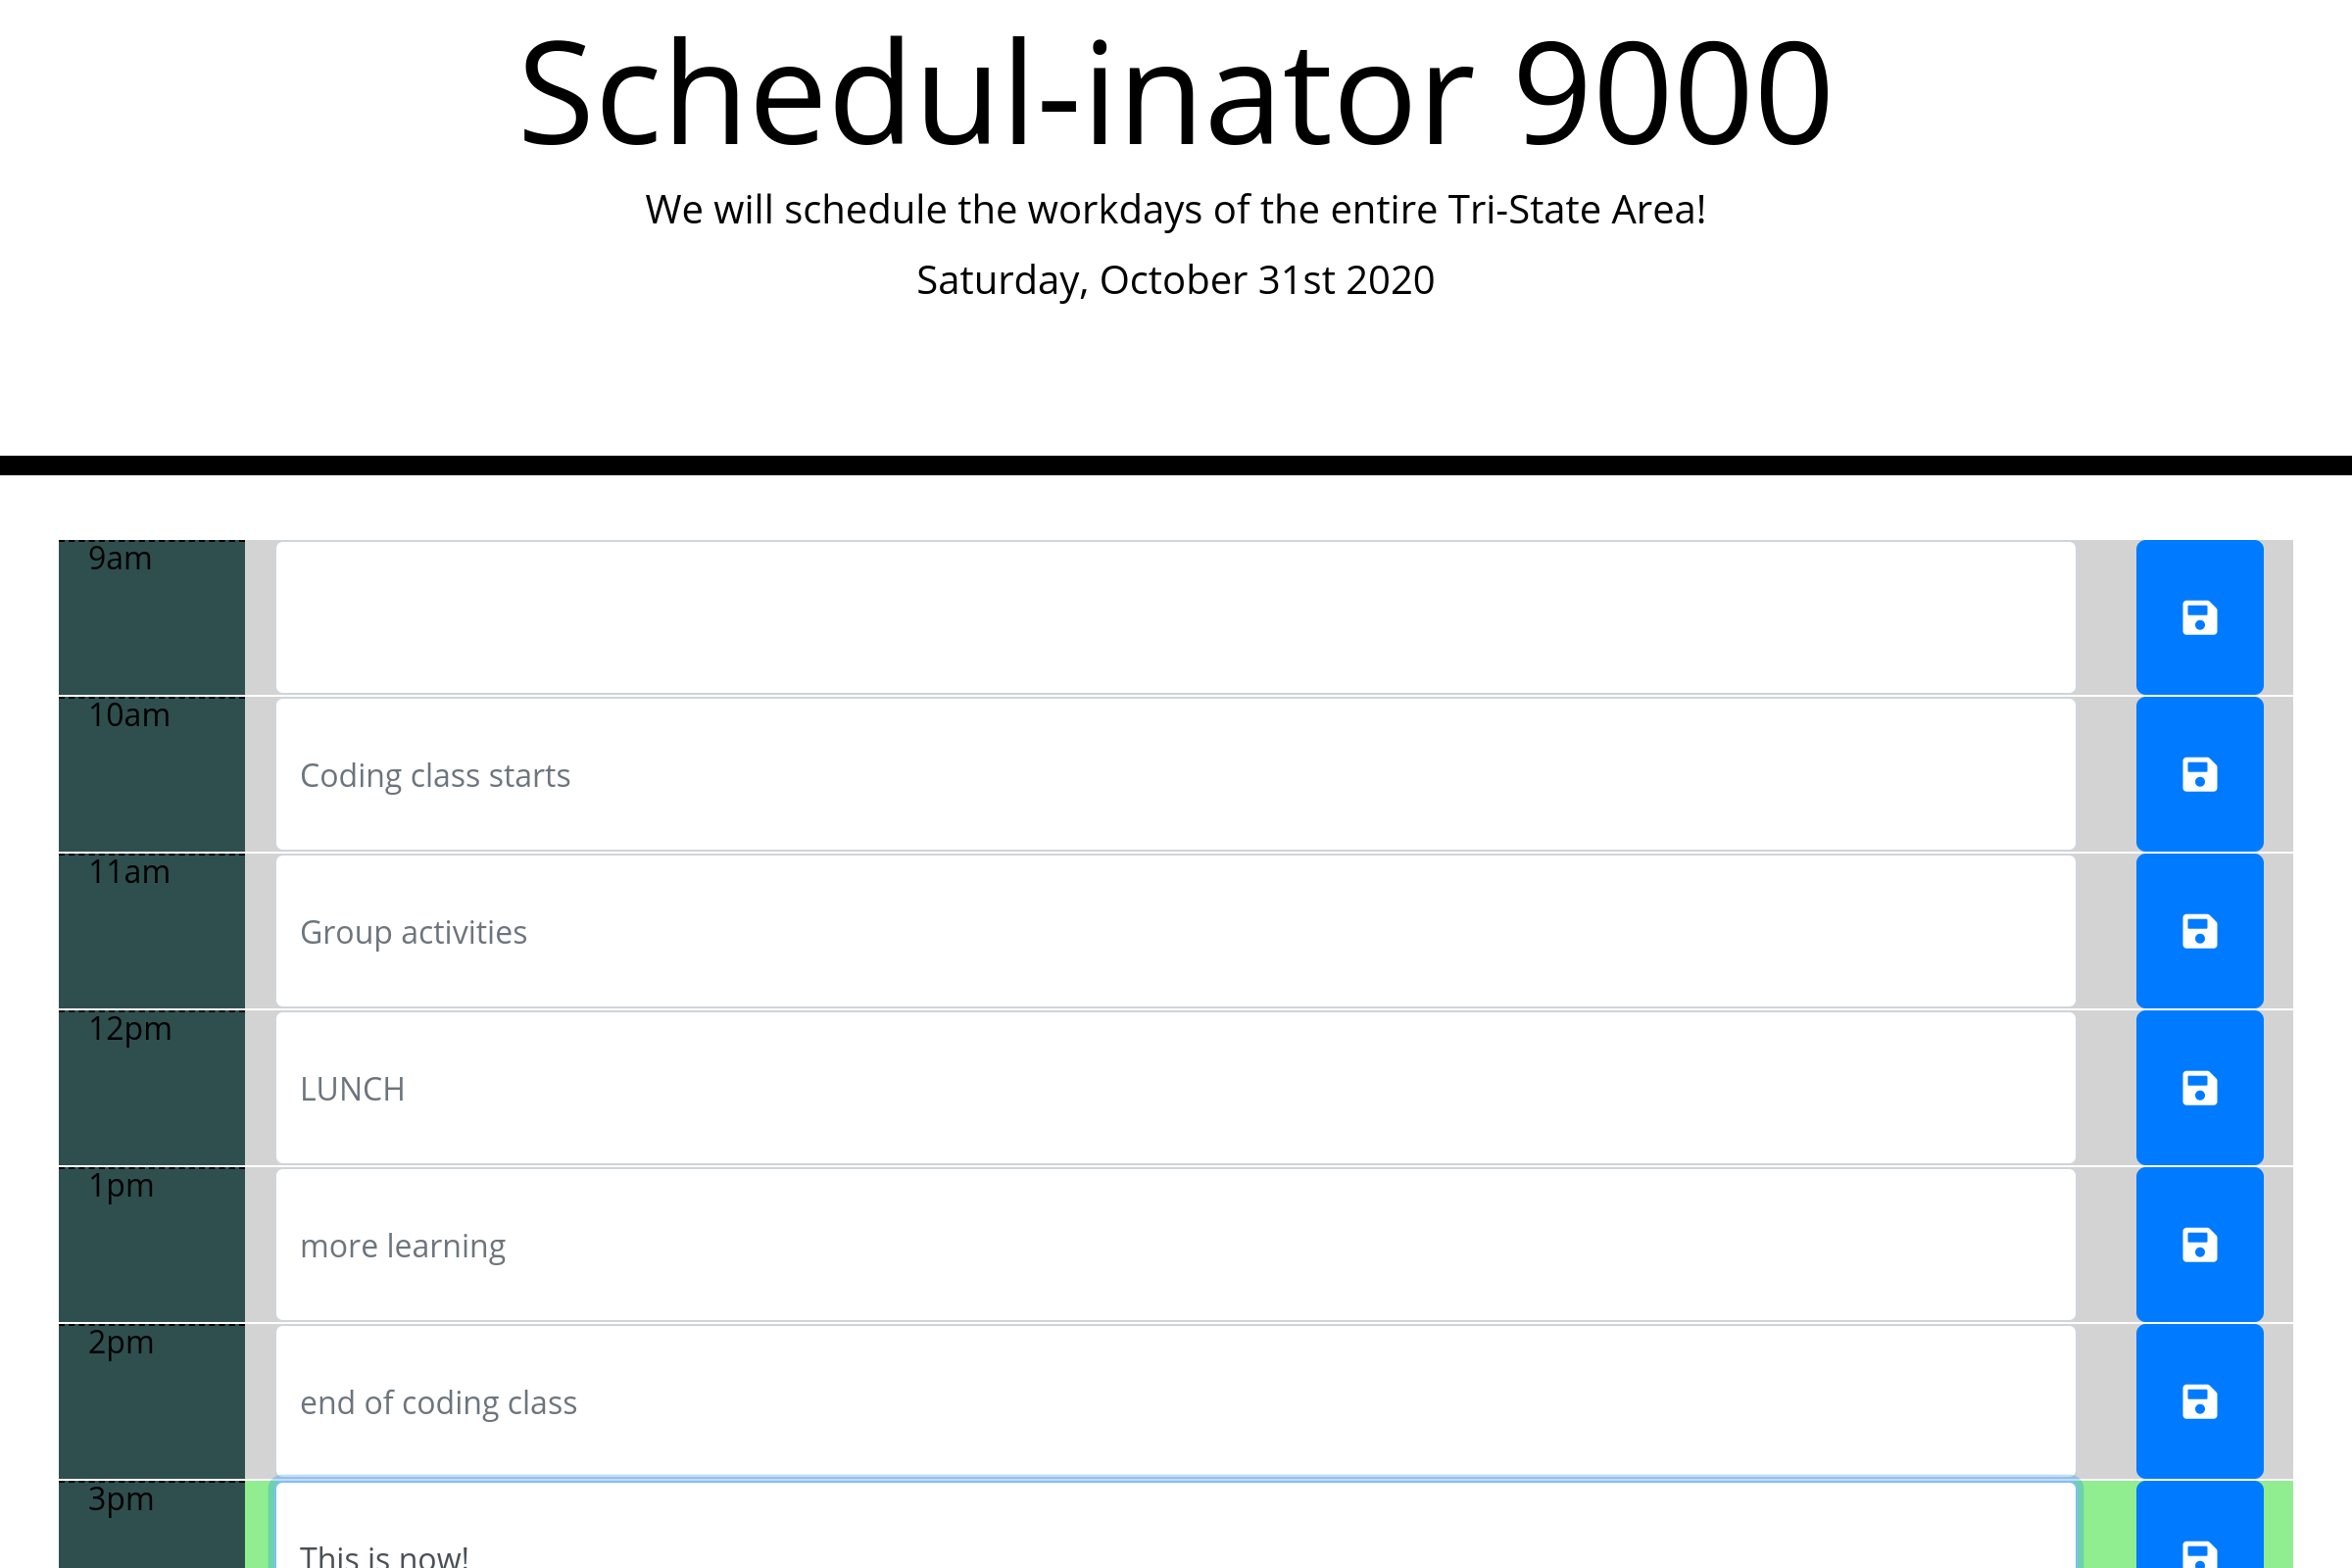 Schedul-inator 9000
We will schedule the workdays of the entire Tri-State Area!
Saturday, October 31st 2020
9am
10am
Coding class starts
11am
Group activities
12pm
LUNCH
1pm
more learning
2pm
end of coding class
3pm
This is now!